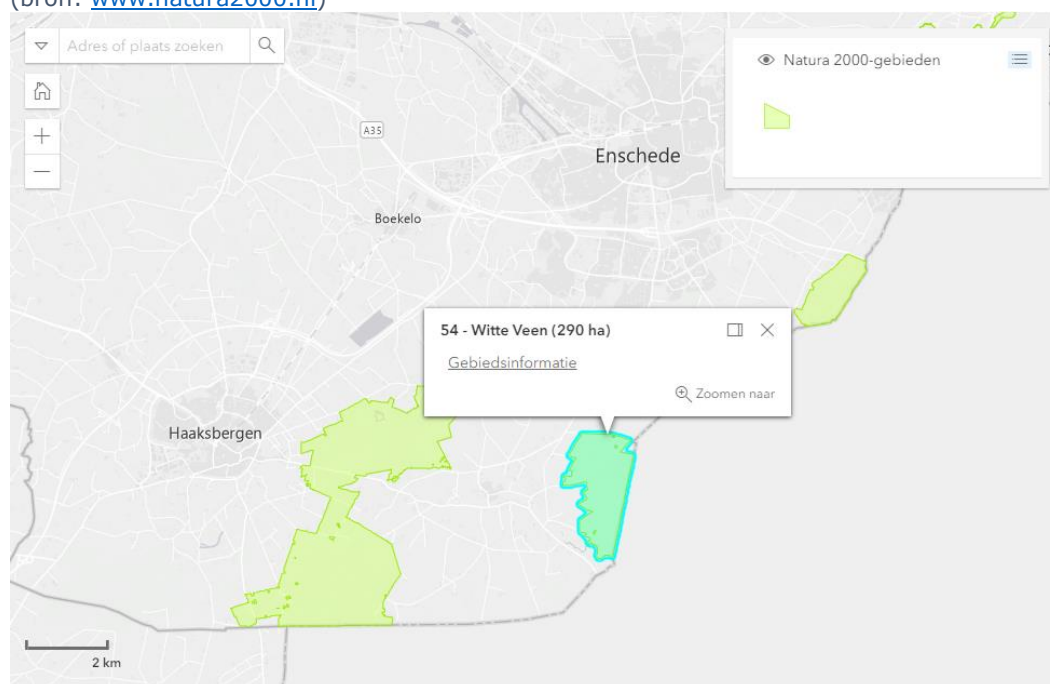 (bron: www.natura2000.nl)
Adres of plaats zoeken
Natura 2000-gebieden
A35
Enschede
Boekelo
54 - Witte Veen (290 ha)
Gebiedsinformatie
Zoomen naar
Haaksbergen
2 km